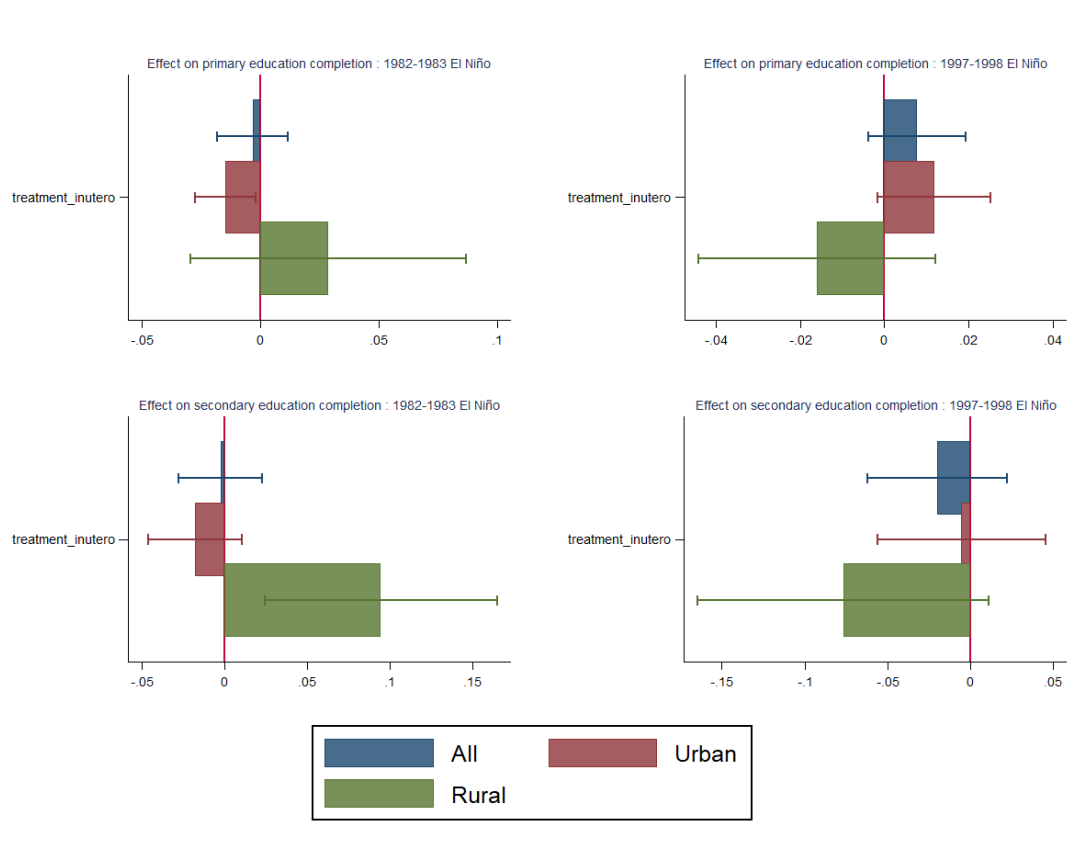 Effect on primary education completion : 1982-1983 El Niño
treatment_inutero
-.05 0 .05 .1
Effect on primary education completion : 1997-1998 El Niño
treatment_inutero
-.04 -.02 0 .02 .04
Effect on secondary education completion : 1982-1983 El Niño
treatment_inutero
-.05 0 .05 .1 .15
Effect on secondary education completion : 1997-1998 El Niño
treatment_inutero
-.15 -.1 -.05 0 .05
All Urban
Rural